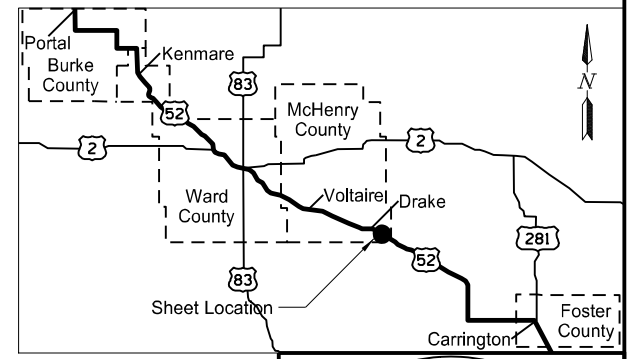 Portal
Burke
County
Kenmare
83
McHenry
County
N
52
2
2
Ward
County
Voltaire
Drake
281
52
83
Sheet Location
Foster
County
Carrington